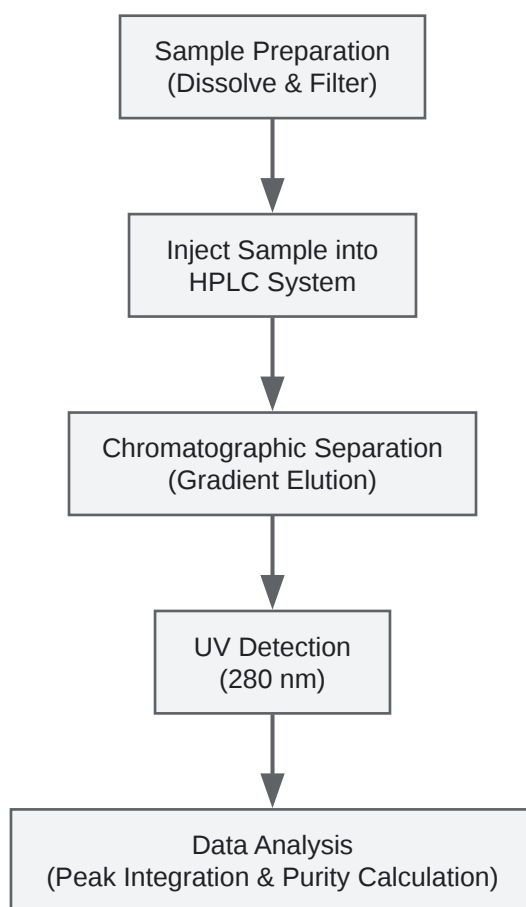 Sample Preparation
(Dissolve & Filter)
Inject Sample into
HPLC System
Chromatographic Separation
(Gradient Elution)
UV Detection
(280 nm)
Data Analysis
(Peak Integration & Purity Calculation)